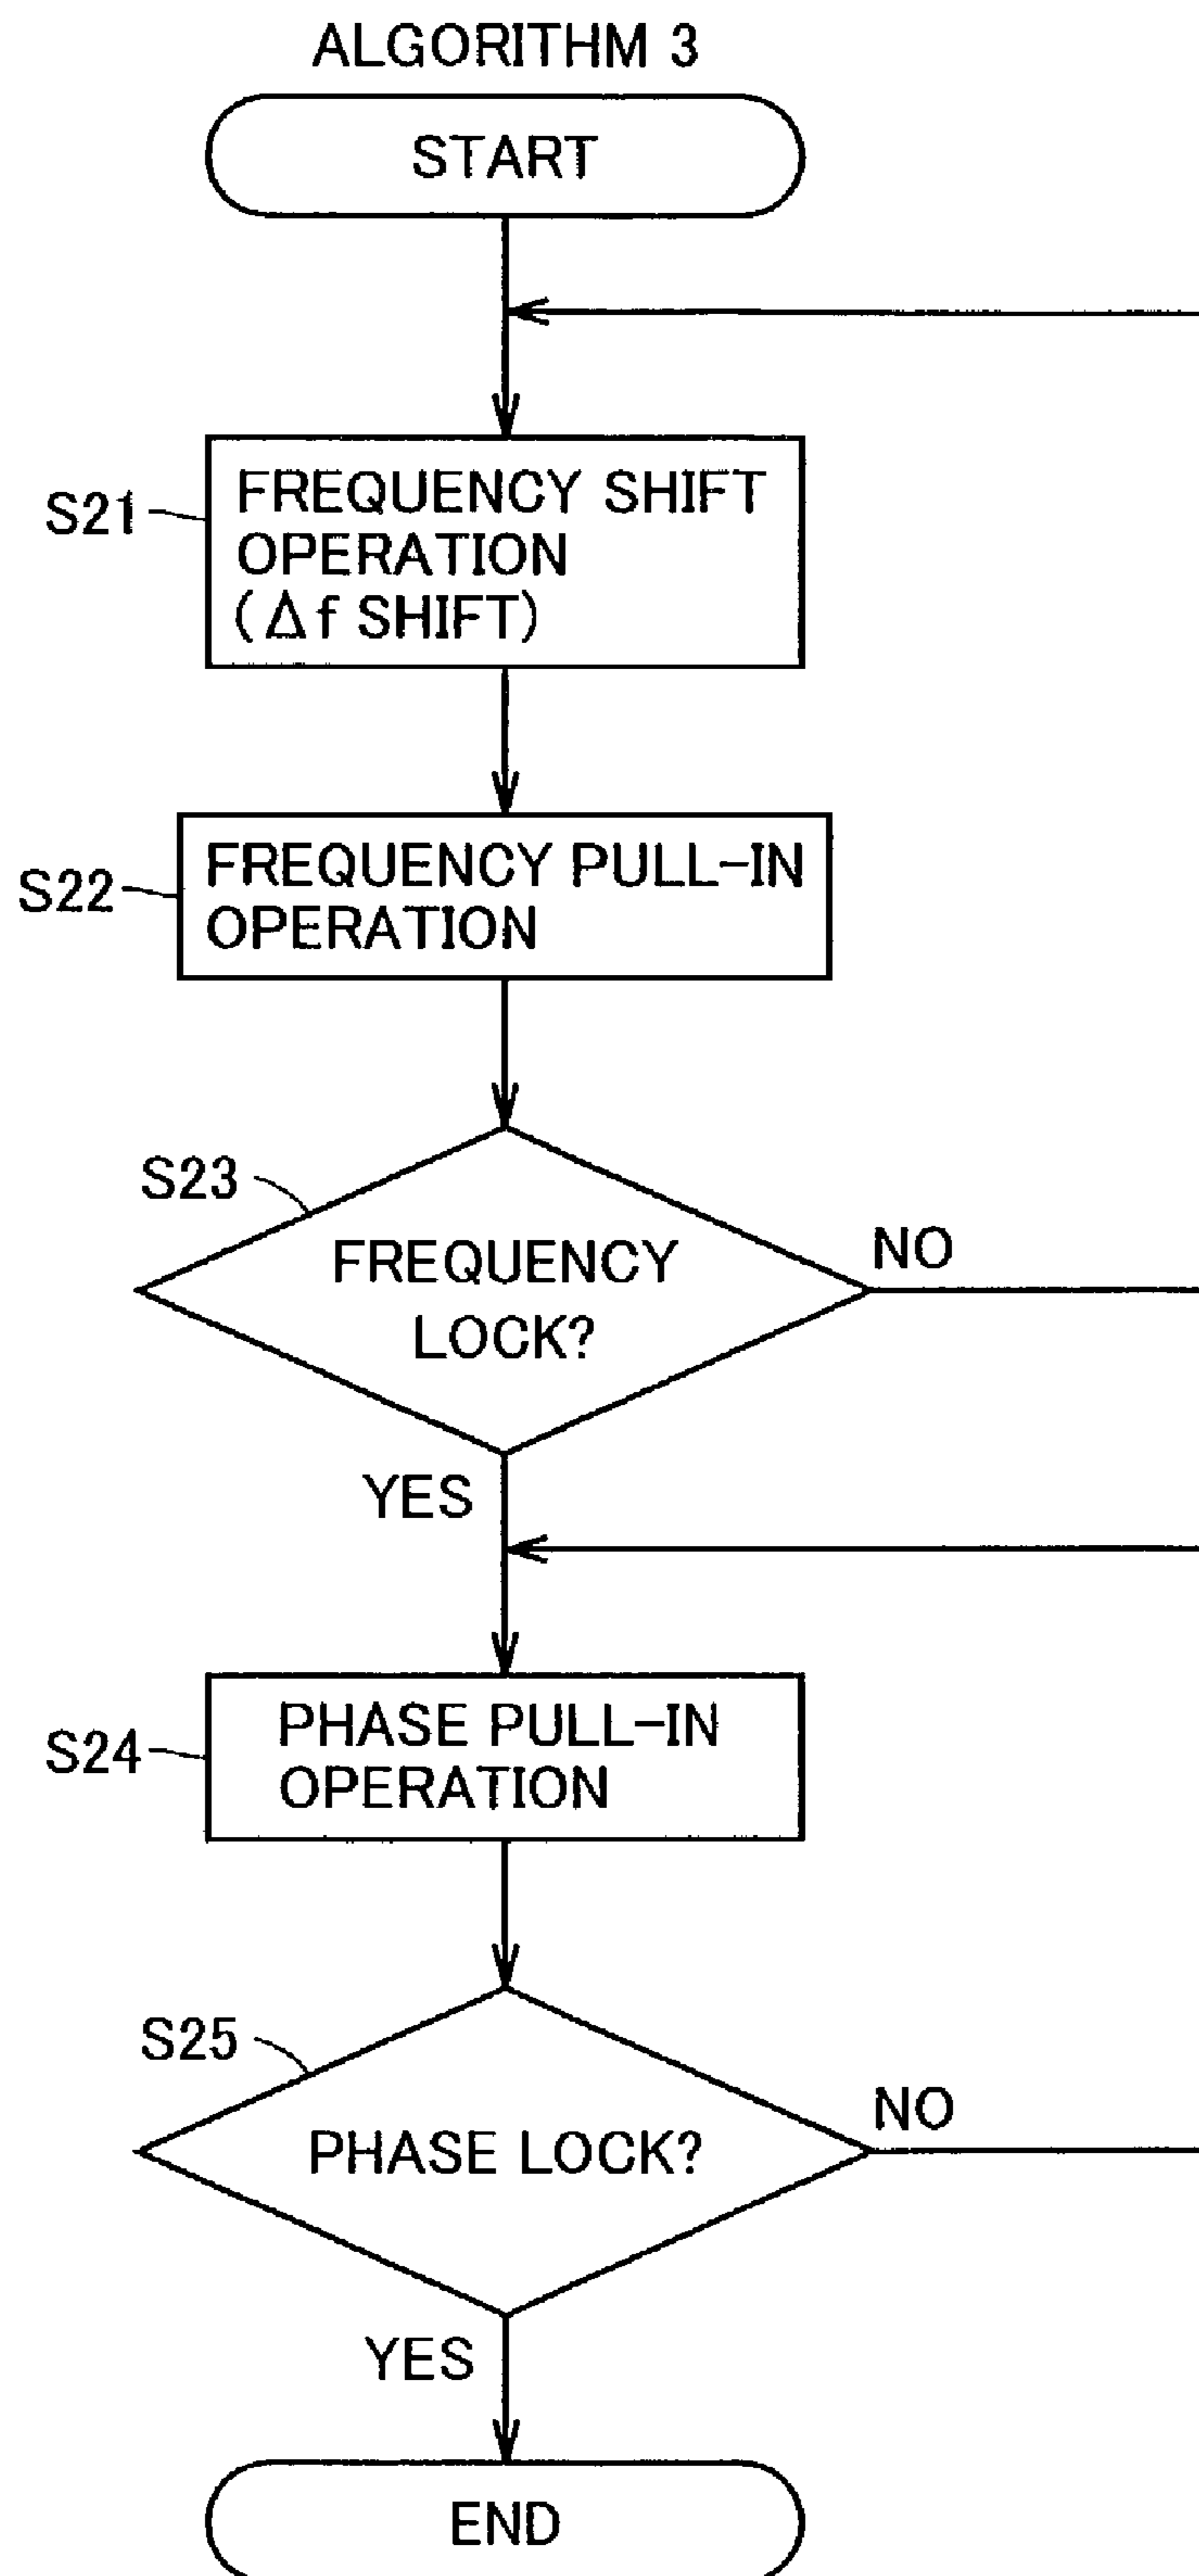 ALGORITHM 3
START
S21
FREQUENCY SHIFT
OPERATION
(Δf SHIFT)
S22
FREQUENCY PULL-IN
OPERATION
S23
FREQUENCY
LOCK?
NO
YES
S24
PHASE PULL-IN
OPERATION
S25
PHASE LOCK?
NO
YES
END